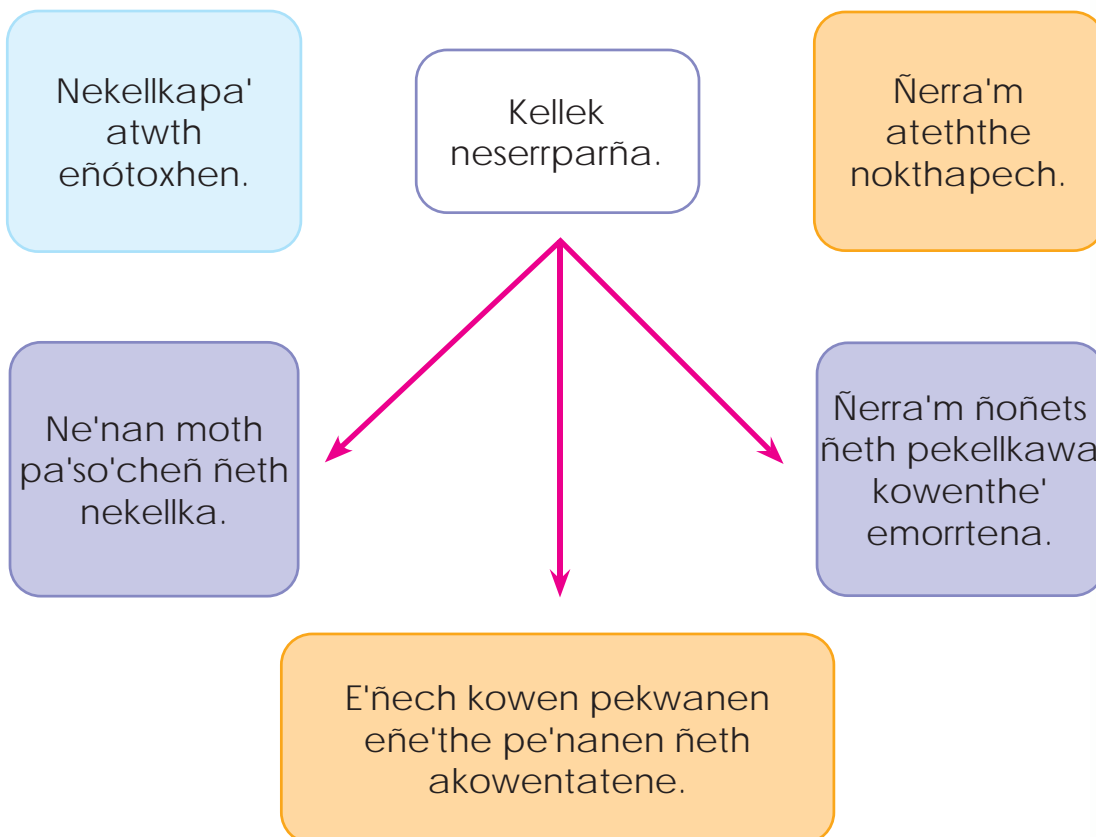 Nekellkapa'
atwth
eñótoxhen.
Kellek
neserrparña.
Ñerra'm
ateththe
nokthapech.
Ne'nan moth
pa'so'cheñ ñeth
nekellka.
Ñerra'm ñoñets
ñeth pekellkawa
kowenthe'
emorrtena.
E'ñech kowen pekwanen
eñe'the pe'nanen ñeth
akowentatene.